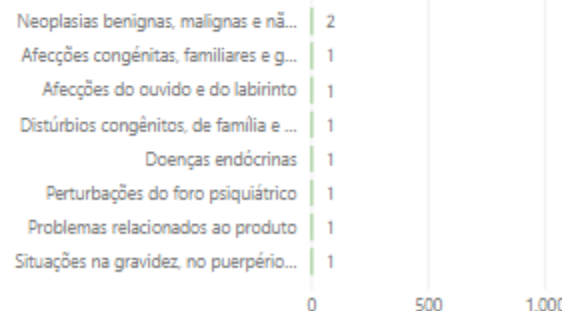 Neoplasias benignas, malignas e nã... 2
Afecções congénitas, familiares e g... 1
Afecções do ouvido e do labirinto 1
Distúrbios congênitos, de família e ... 1
Doenças endócrinas 1
Perturbações do foro psiquiátrico 1
Problemas relacionados ao produto 1
Situações na gravidez, no puerpério... 1
0 500 1.000